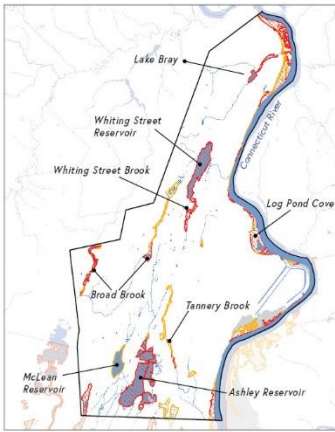 Lake Bray
Whiting Street
Reservoir
Connecticut River
Whiting Street Brook
Log Pond Cove
Broad Brook
Tannery Brook
McLean
Reservoir
Ashley Reservoir